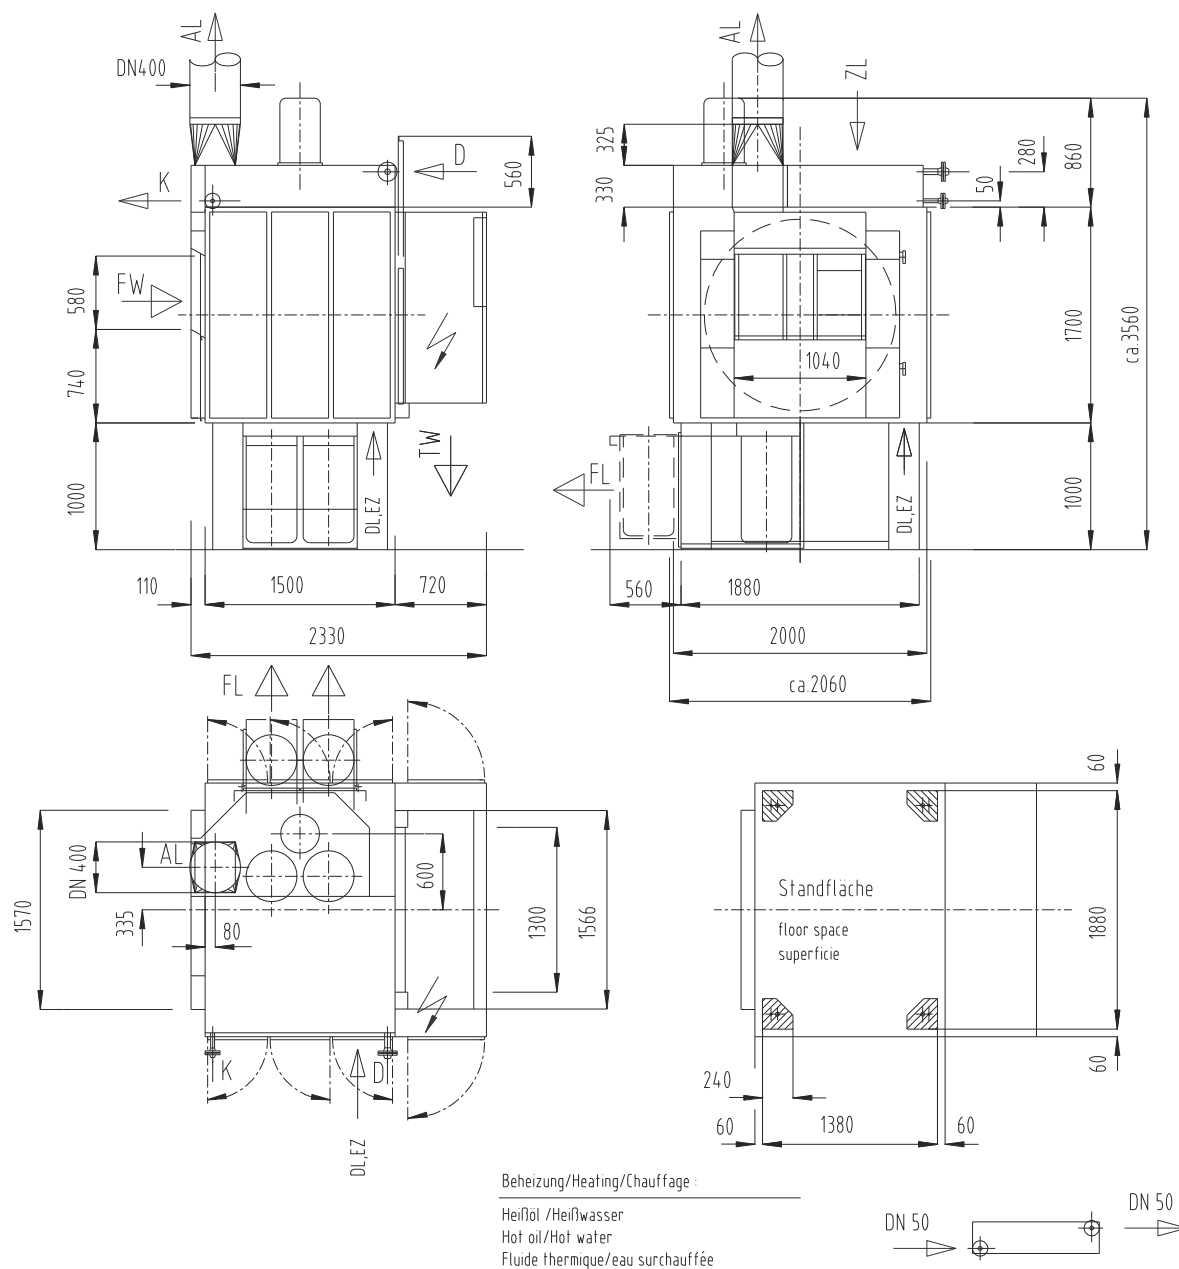 AL
DN400
K
D
560
FW
580
740
1000
TW
DL,EZ
110
1500
720
2330
AL
ZL
325
330
280
50
860
1700
ca.3560
1040
FL
DL,EZ
1000
560
1880
2000
ca.2060
FL
AL
DN 400
1570
335
80
600
1300
1566
K
D
DL,EZ
60
Standfläche
floor space
superficie
1880
60
240
60
1380
60
Beheizung/Heating/Chauffage :
Heißöl /Heißwasser
Hot oil/Hot water
Fluide thermique/eau surchauffée
DN 50
DN 50